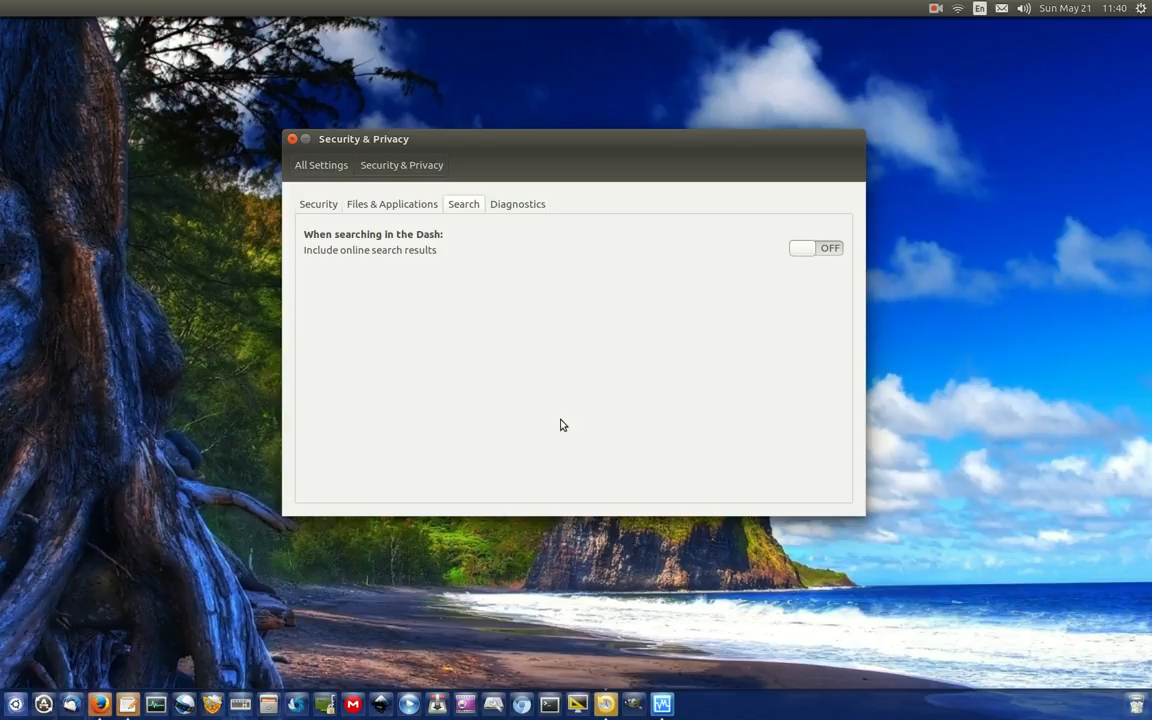 En
Sun May 21 11:40
Security & Privacy
All Settings Security & Privacy
Security Files & Applications Search Diagnostics
When searching in the Dash:
Include online search results
OFF